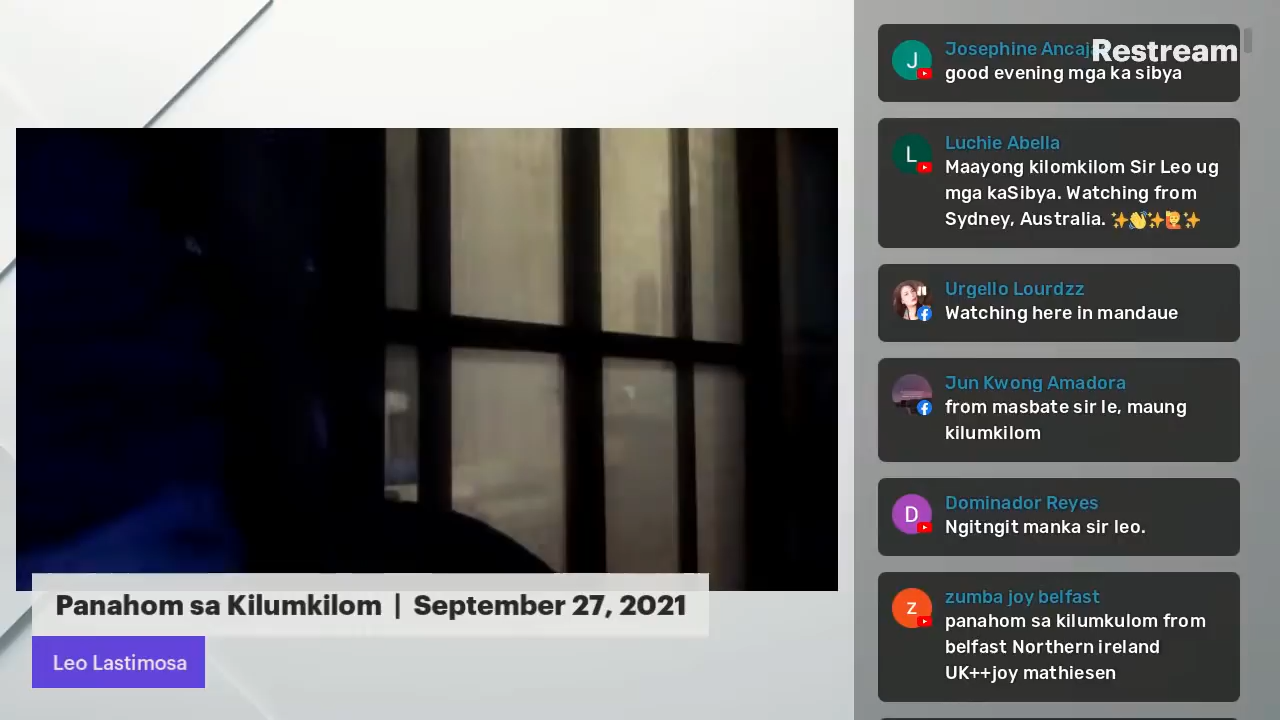 Josephine Ancaj
Restream
good evening mga ka sibya
Luchie Abella
Maayong kilomkilom Sir Leo ug
mga kaSibya. Watching from
Sydney, Australia. ✨👋✨🙋✨
Urgello Lourdzz
Watching here in mandaue
Jun Kwong Amadora
from masbate sir le, maung
kilumkilom
Dominador Reyes
Ngitngit manka sir leo.
zumba joy belfast
panahom sa kilumkulom from
belfast Northern ireland
UK++joy mathiesen
Panahom sa Kilumkilom | September 27, 2021
Leo Lastimosa
J
L
D
z